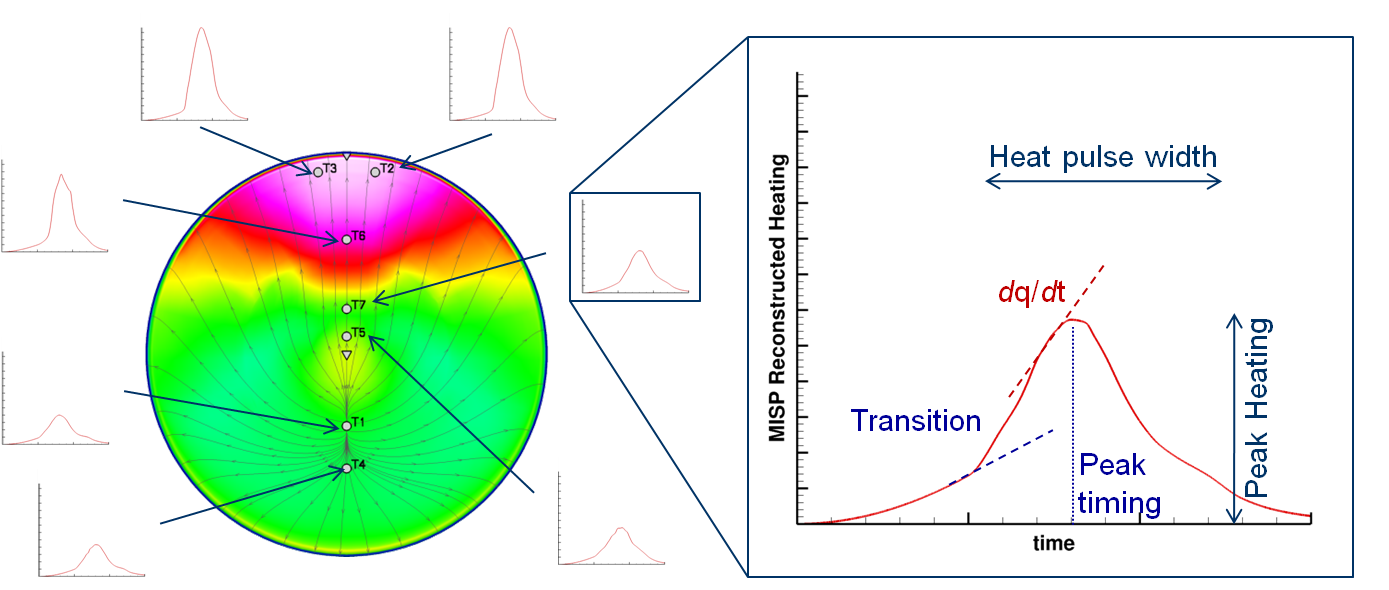 T3
T2
T6
T7
T5
T1
T4
MISP Reconstructed Heating
Heat pulse width
dq/dt
Transition
Peak
timing
Peak Heating
time